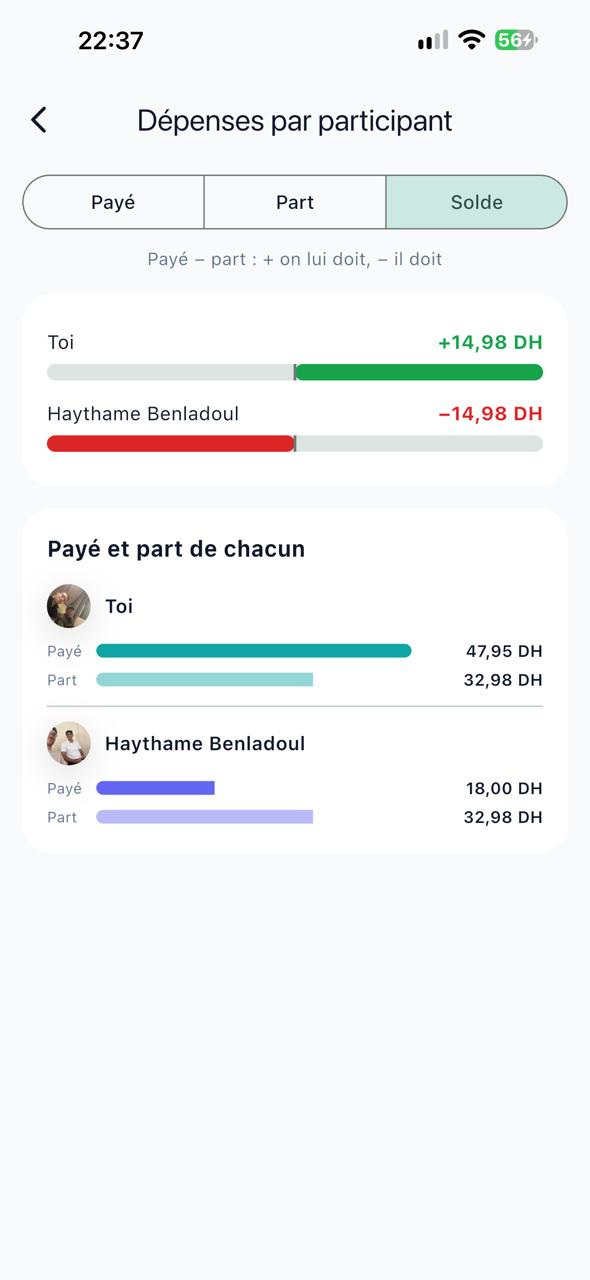 22:37
56
Dépenses par participant
Payé
Part
Solde
Payé – part : + on lui doit, – il doit
Toi
+14,98 DH
Haythame Benladoul
−14,98 DH
Payé et part de chacun
Toi
Payé 47,95 DH
Part 32,98 DH
Haythame Benladoul
Payé 18,00 DH
Part 32,98 DH